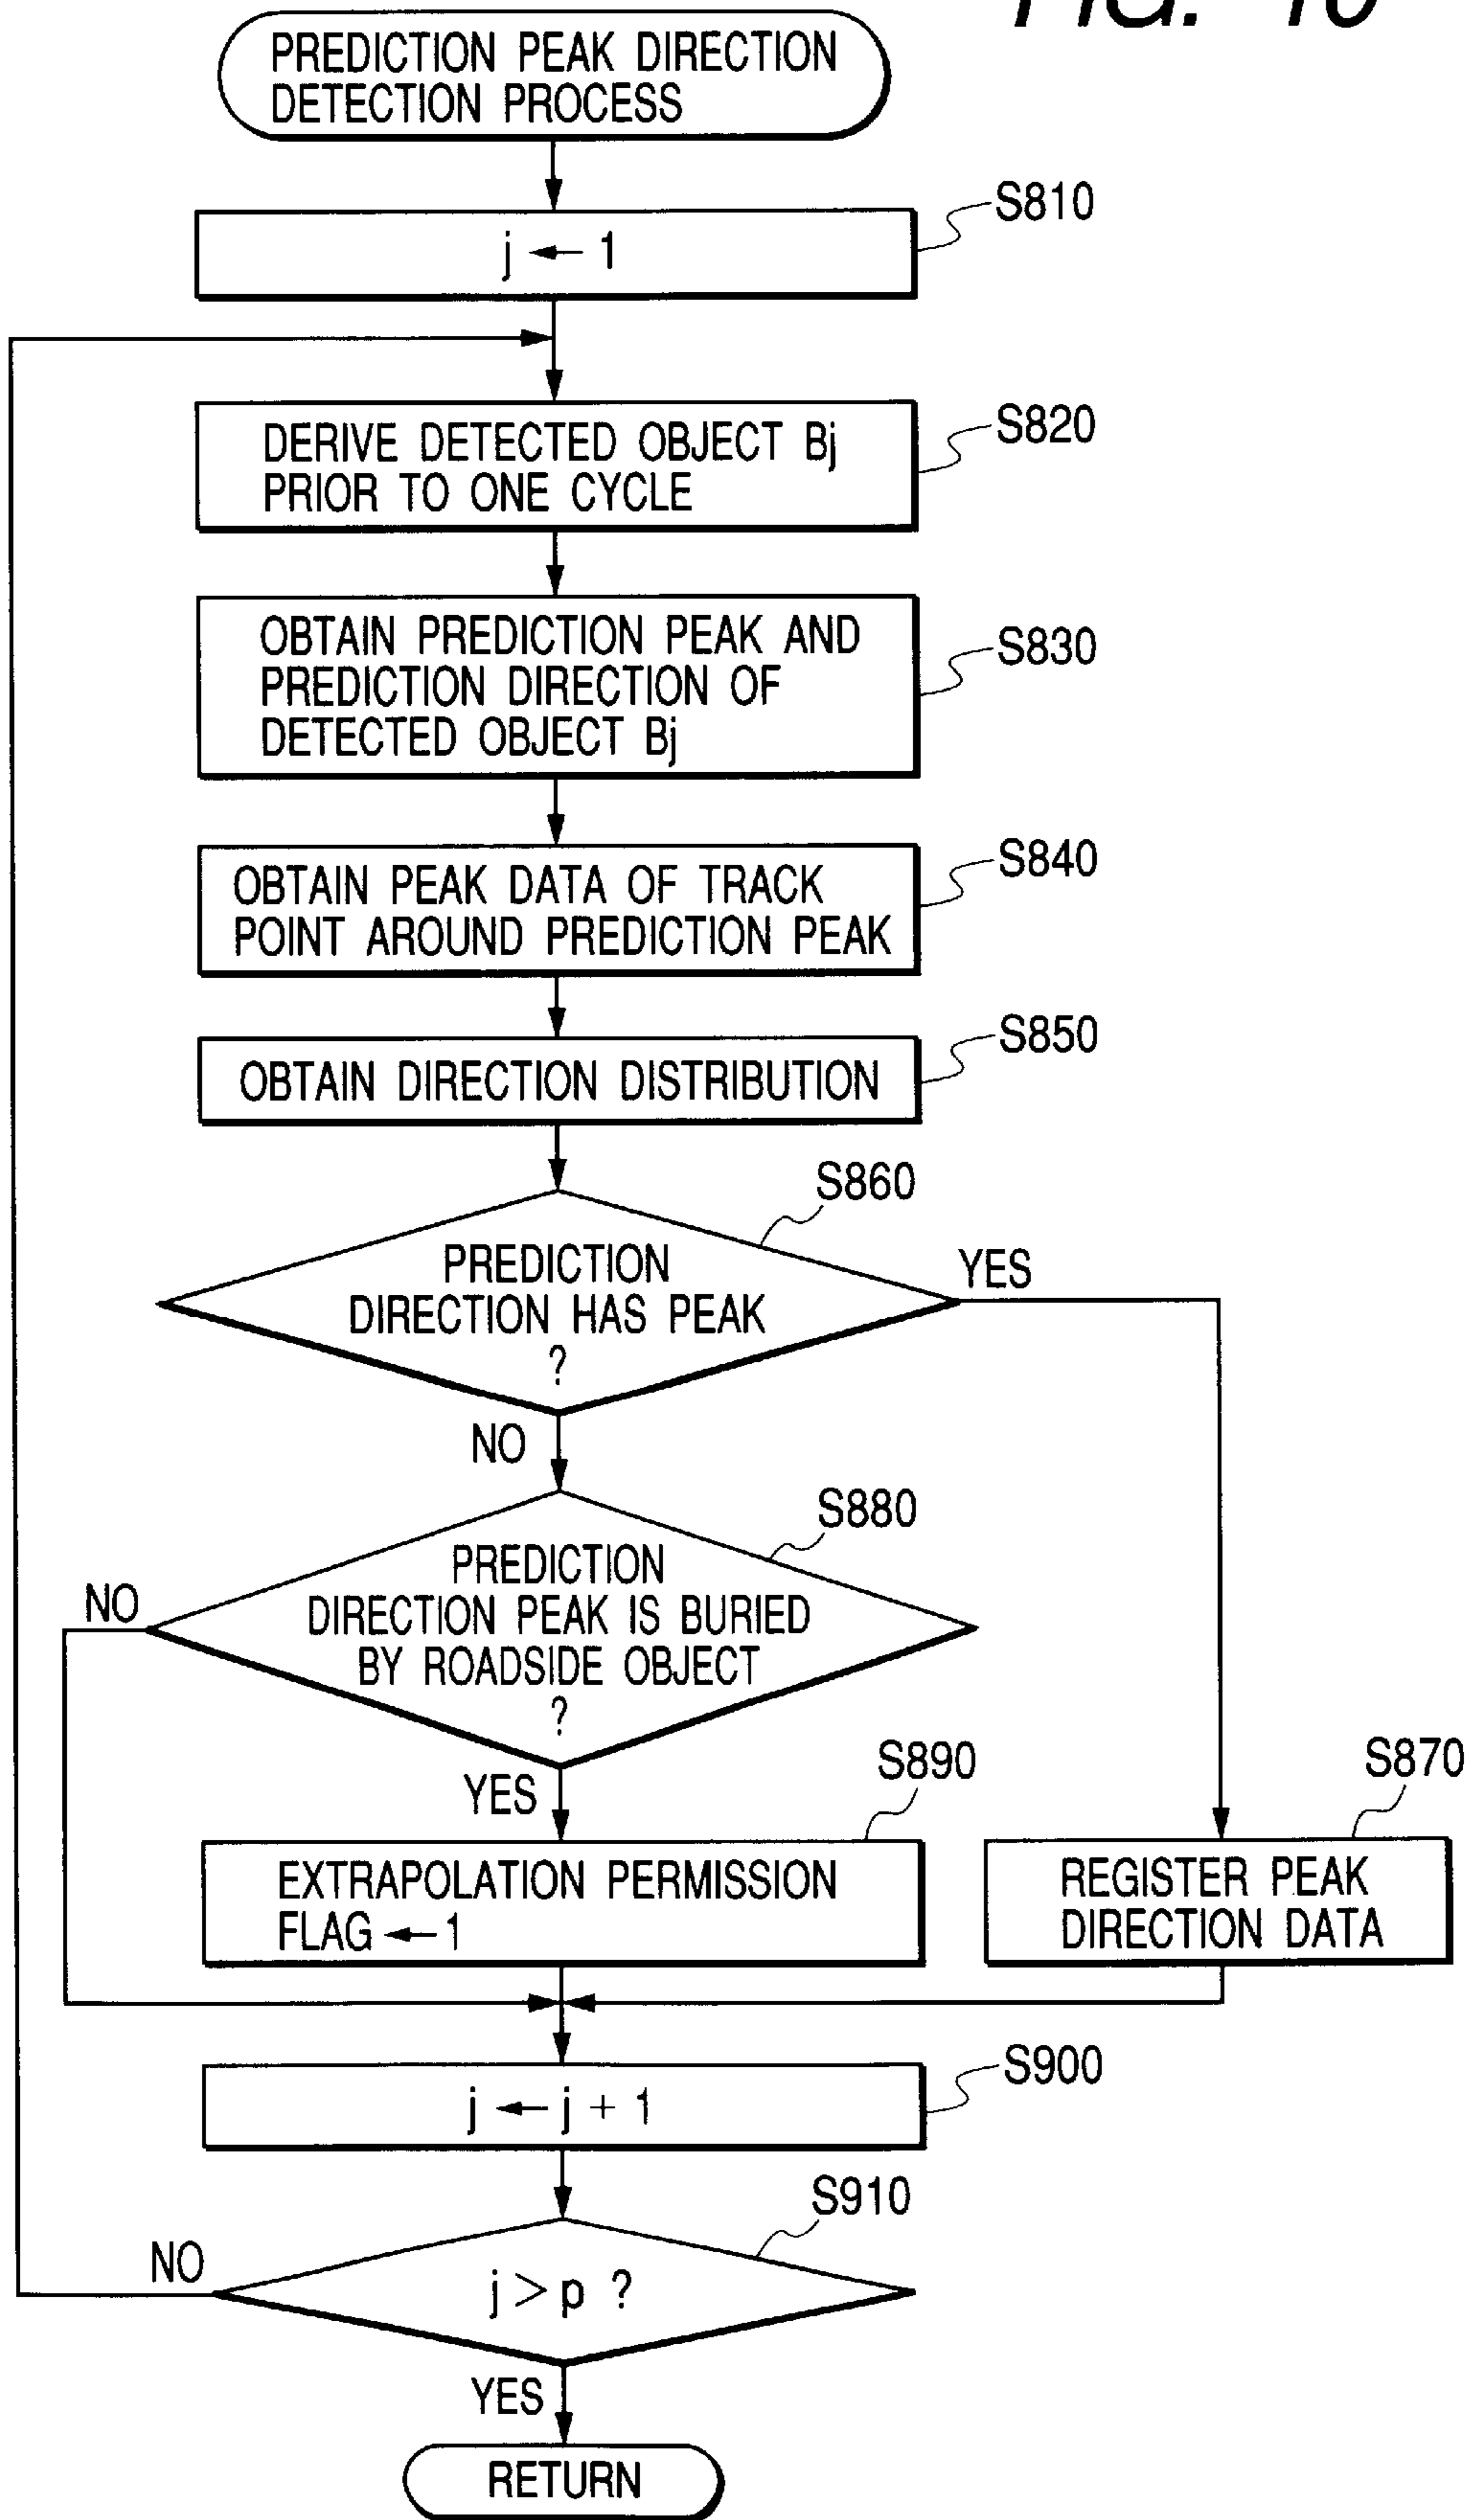 PREDICTION PEAK DIRECTION
DETECTION PROCESS
S810
j ← 1
S820
DERIVE DETECTED OBJECT Bj
PRIOR TO ONE CYCLE
S830
OBTAIN PREDICTION PEAK AND
PREDICTION DIRECTION OF
DETECTED OBJECT Bj
S840
OBTAIN PEAK DATA OF TRACK
POINT AROUND PREDICTION PEAK
S850
OBTAIN DIRECTION DISTRIBUTION
S860
PREDICTION
DIRECTION HAS PEAK
?
YES
NO
S880
PREDICTION
DIRECTION PEAK IS BURIED
BY ROADSIDE OBJECT
?
NO
YES
S890
EXTRAPOLATION PERMISSION
FLAG ← 1
S870
REGISTER PEAK
DIRECTION DATA
S900
j ← j + 1
S910
j > p ?
NO
YES
RETURN